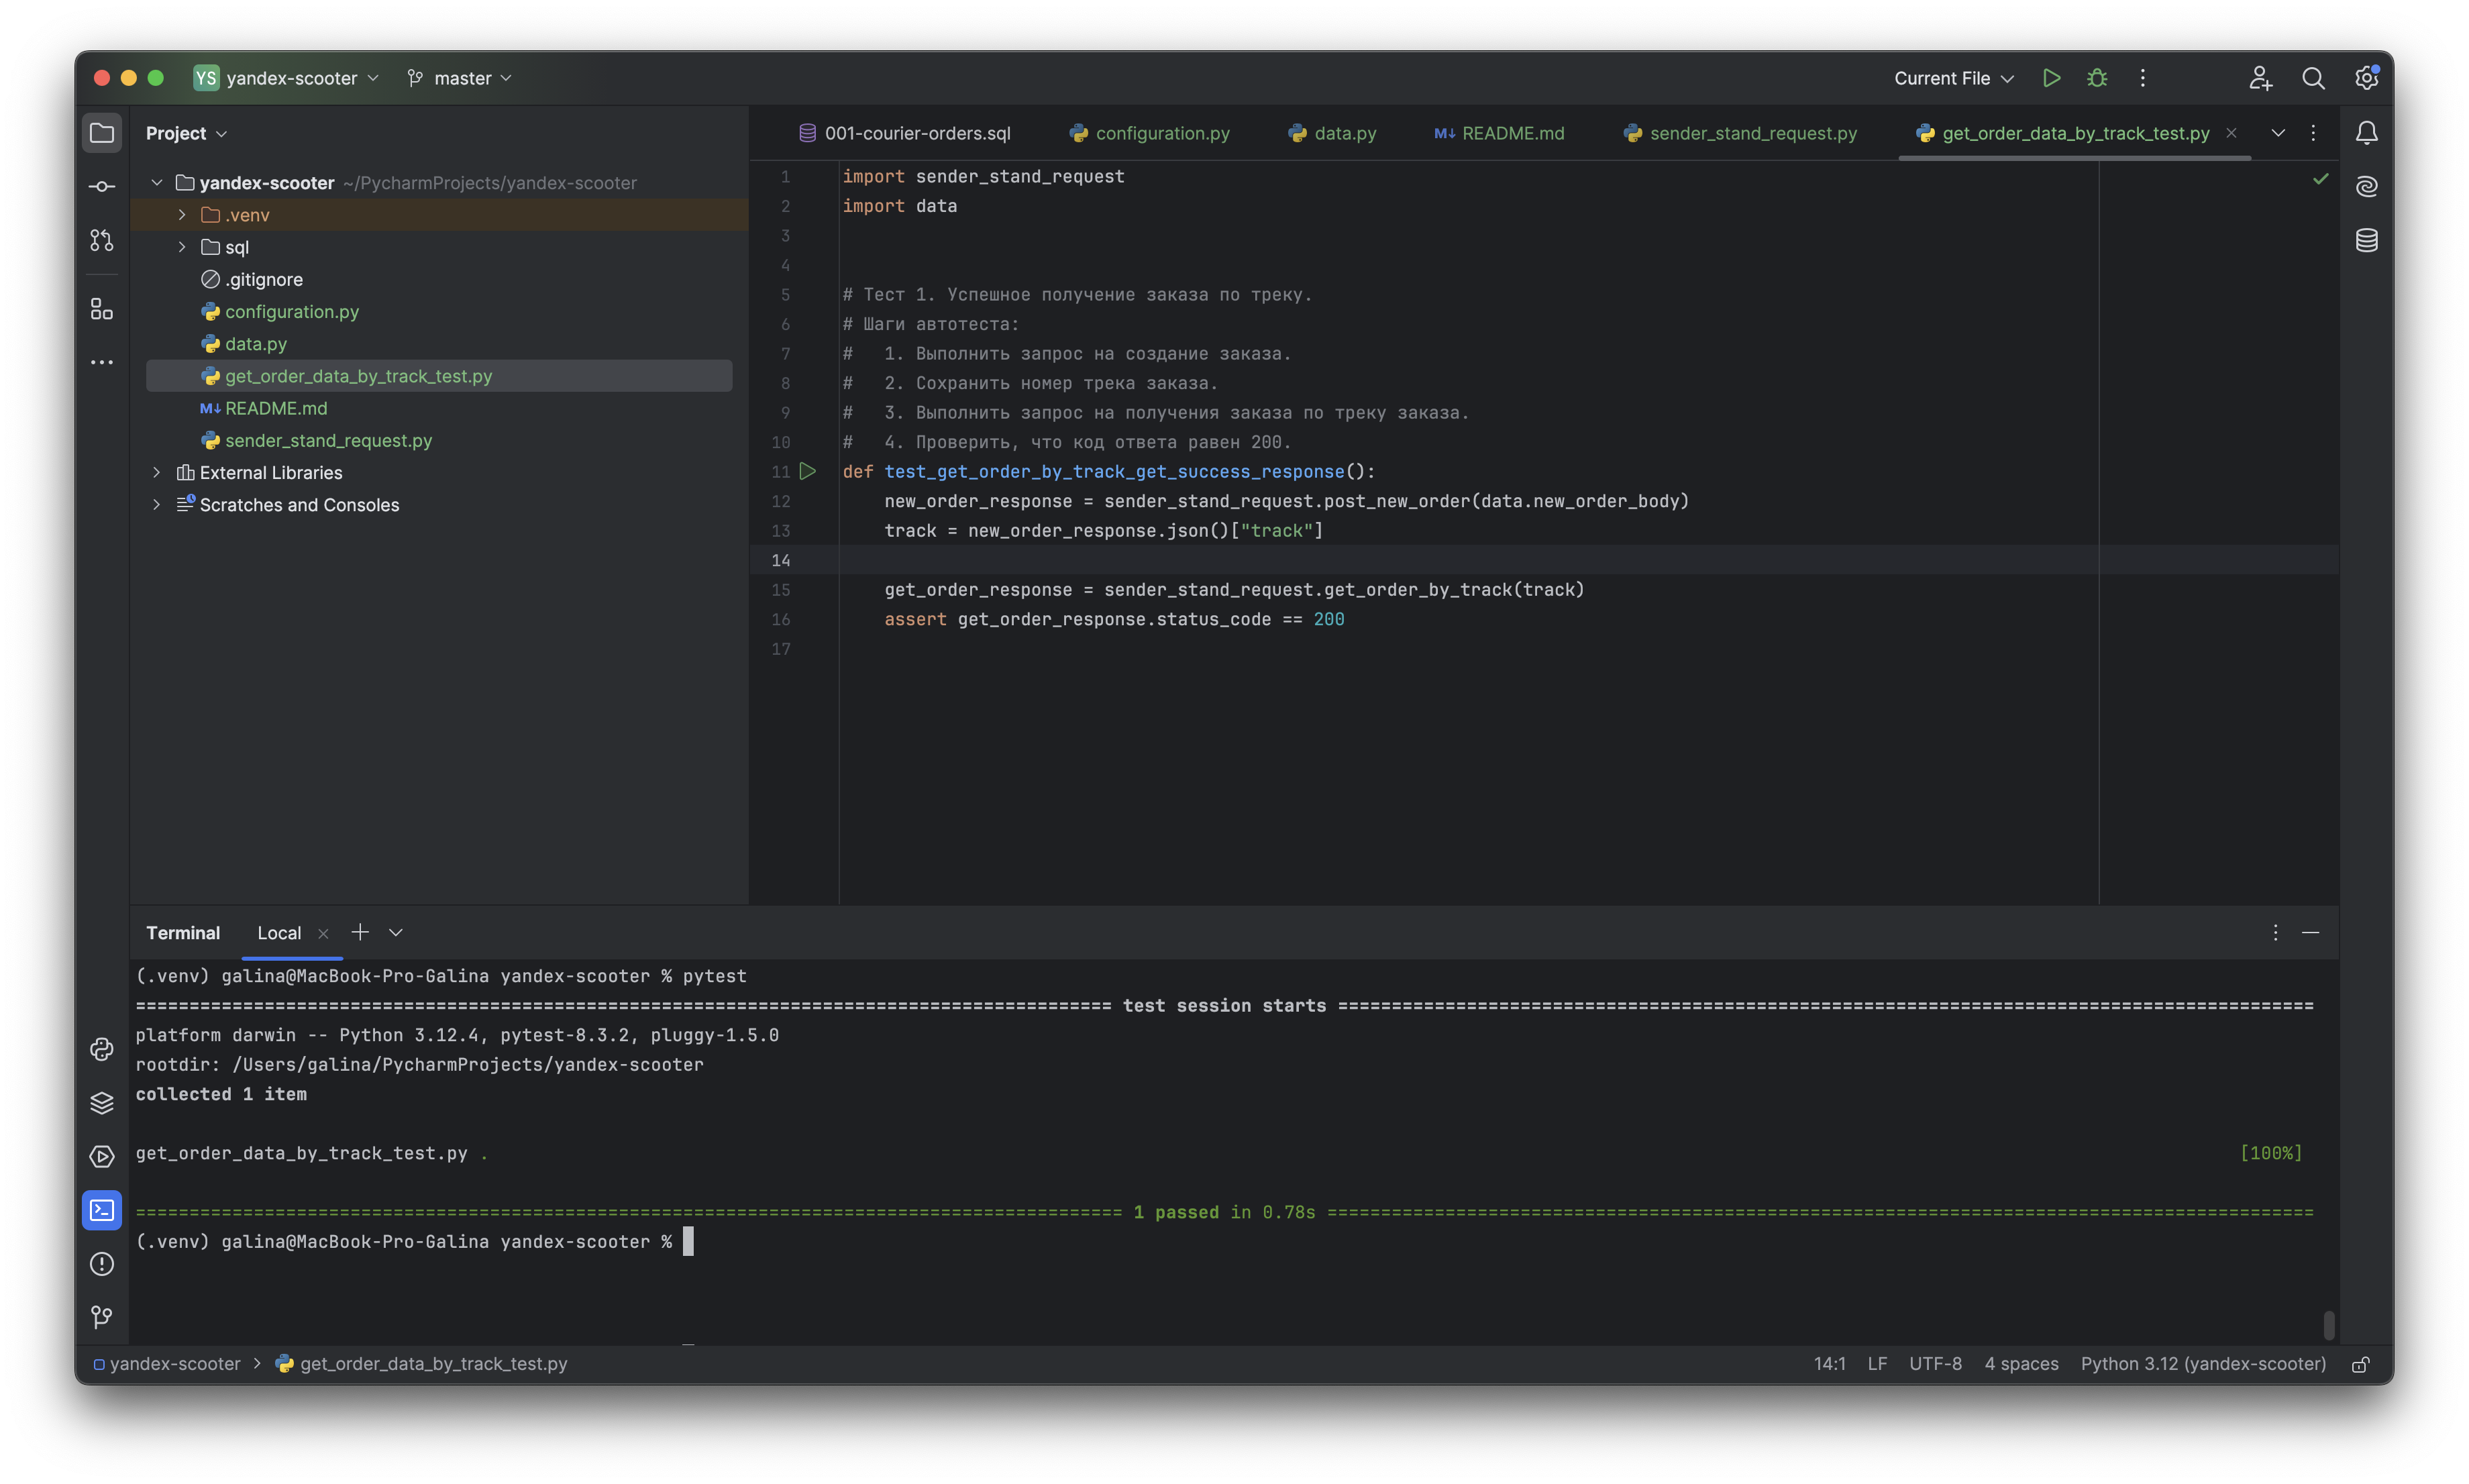 YS yandex-scooter master Current File
Project
yandex-scooter ~/PycharmProjects/yandex-scooter
.venv
sql
.gitignore
configuration.py
data.py
get_order_data_by_track_test.py
M↓ README.md
sender_stand_request.py
External Libraries
Scratches and Consoles
001-courier-orders.sql configuration.py data.py M↓ README.md sender_stand_request.py get_order_data_by_track_test.py
1 import sender_stand_request
2 import data
3
4
5 # Тест 1. Успешное получение заказа по треку.
6 # Шаги автотеста:
7 #   1. Выполнить запрос на создание заказа.
8 #   2. Сохранить номер трека заказа.
9 #   3. Выполнить запрос на получения заказа по треку заказа.
10 #   4. Проверить, что код ответа равен 200.
11 def test_get_order_by_track_get_success_response():
12     new_order_response = sender_stand_request.post_new_order(data.new_order_body)
13     track = new_order_response.json()["track"]
14
15     get_order_response = sender_stand_request.get_order_by_track(track)
16     assert get_order_response.status_code == 200
17
Terminal Local
(.venv) galina@MacBook-Pro-Galina yandex-scooter % pytest
=========================================================================================== test session starts ===========================================================================================
platform darwin -- Python 3.12.4, pytest-8.3.2, pluggy-1.5.0
rootdir: /Users/galina/PycharmProjects/yandex-scooter
collected 1 item
get_order_data_by_track_test.py . [100%]
============================================================================================ 1 passed in 0.78s ============================================================================================
(.venv) galina@MacBook-Pro-Galina yandex-scooter %
yandex-scooter > get_order_data_by_track_test.py 14:1 LF UTF-8 4 spaces Python 3.12 (yandex-scooter)